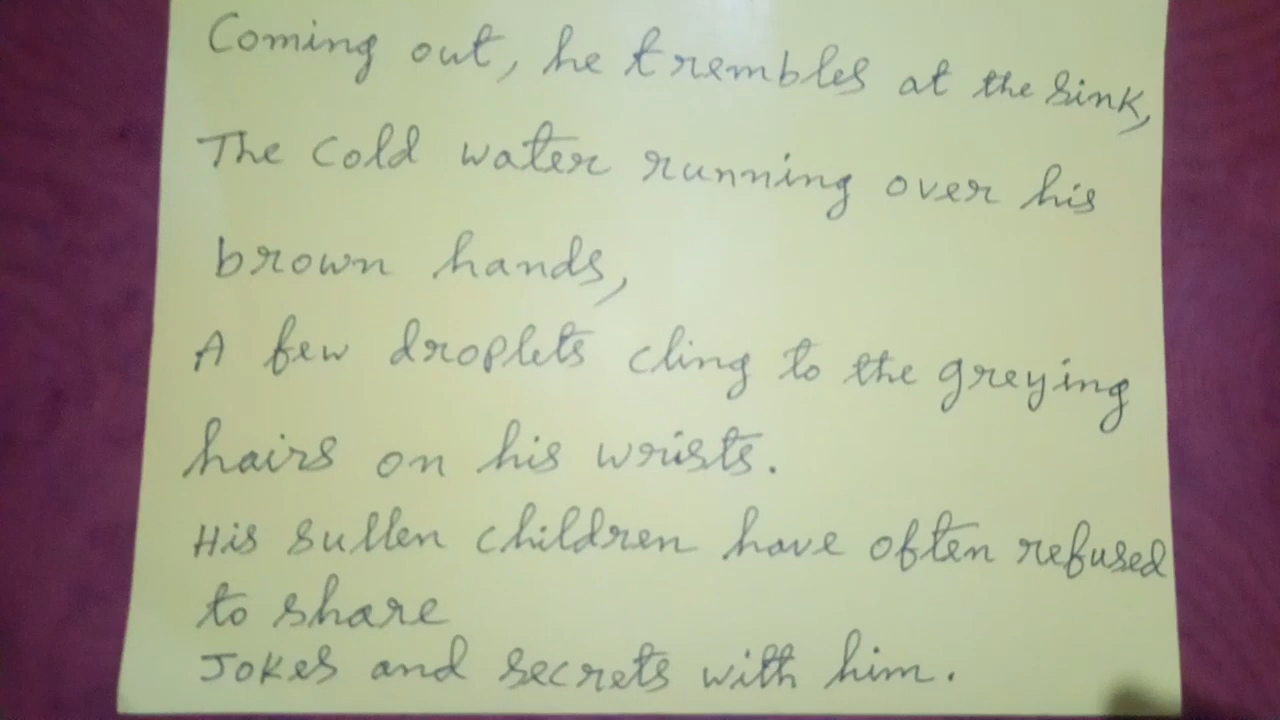 Coming out, he trembles at the sink,
The cold water running over his
brown hands,
A few droplets cling to the greying
hairs on his wrists.
His sullen children have often refused
to share
Jokes and secrets with him.